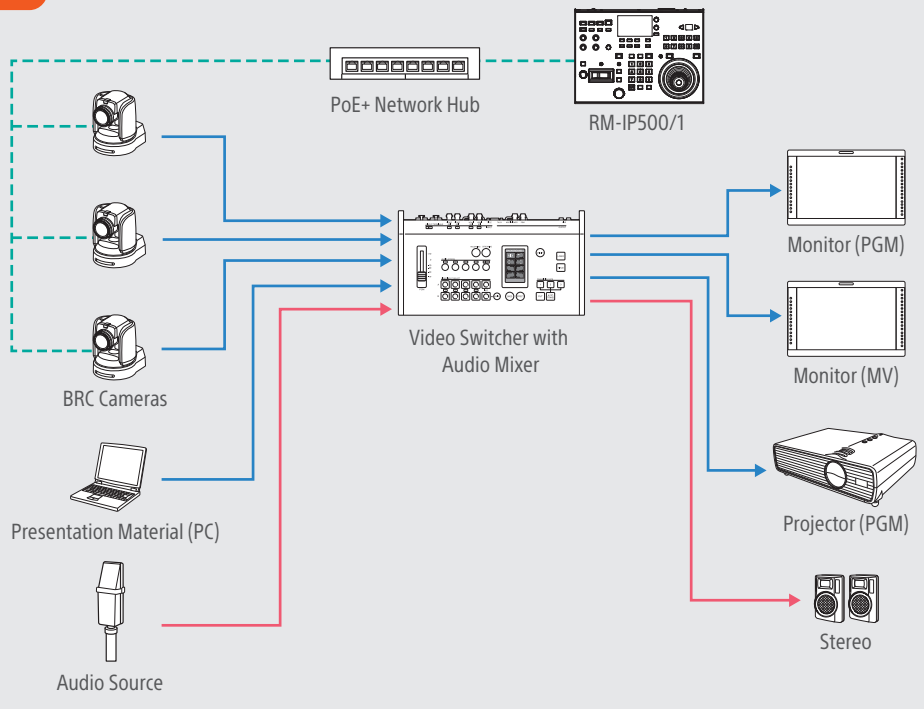 PoE+ Network Hub
RM-IP500/1
Monitor (PGM)
Video Switcher with
Audio Mixer
Monitor (MV)
BRC Cameras
Presentation Material (PC)
Projector (PGM)
Stereo
Audio Source